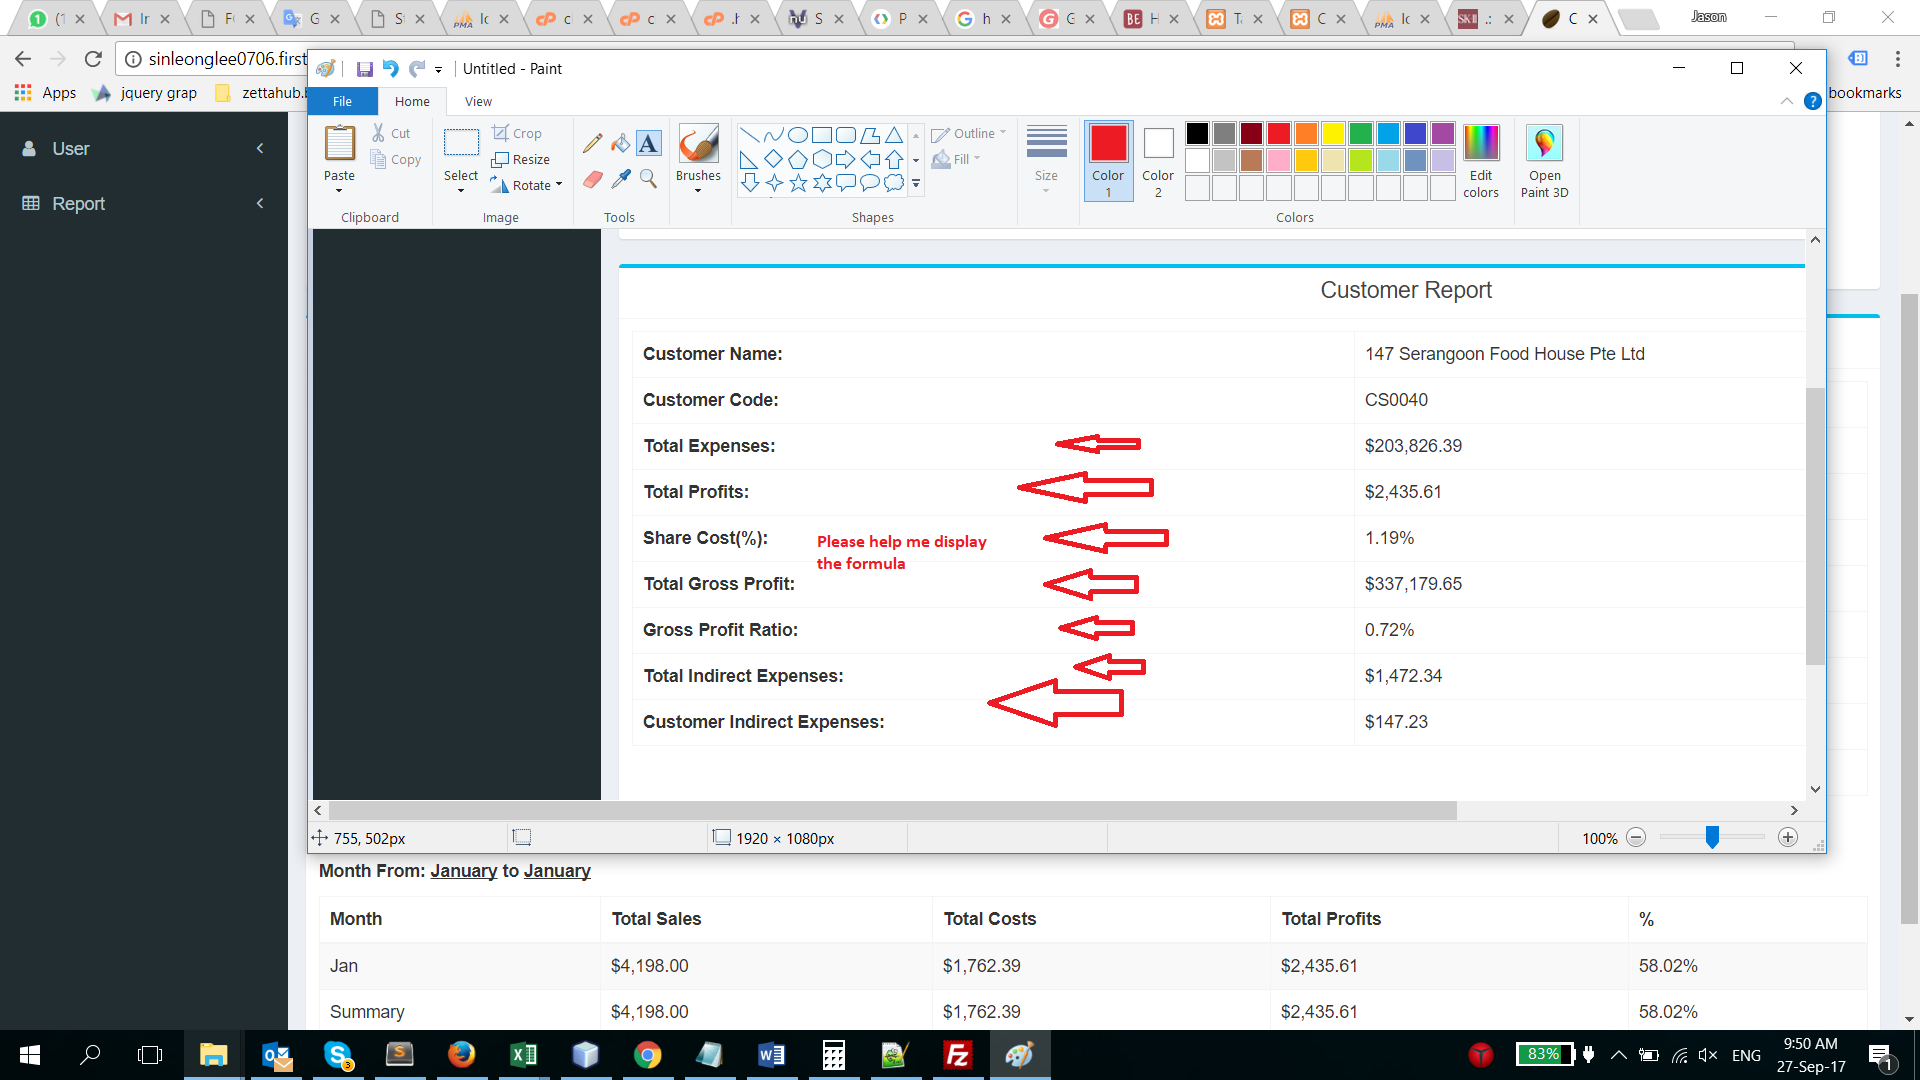 (1
Ir
F(
G
S
Ic
c
c
.h
S
P
h
G
H
Ta
C
Ic
.:
C
Jason
sinleonglee0706.first
Apps
jquery grap
zettahub.b
bookmarks
User
Report
Untitled - Paint
File
Home
View
Paste
Cut
Copy
Clipboard
Select
Crop
Resize
Rotate
Image
Tools
Brushes
Outline
Fill
Shapes
Size
Color
1
Color
2
Edit
colors
Colors
Open
Paint 3D
Customer Report
Customer Name: 147 Serangoon Food House Pte Ltd
Customer Code: CS0040
Total Expenses: $203,826.39
Total Profits: $2,435.61
Share Cost(%): 1.19%
Please help me display
the formula
Total Gross Profit: $337,179.65
Gross Profit Ratio: 0.72%
Total Indirect Expenses: $1,472.34
Customer Indirect Expenses: $147.23
755, 502px
1920 × 1080px
100%
Month From: January to January
Month Total Sales Total Costs Total Profits %
Jan $4,198.00 $1,762.39 $2,435.61 58.02%
Summary $4,198.00 $1,762.39 $2,435.61 58.02%
83%
ENG
9:50 AM
27-Sep-17
1